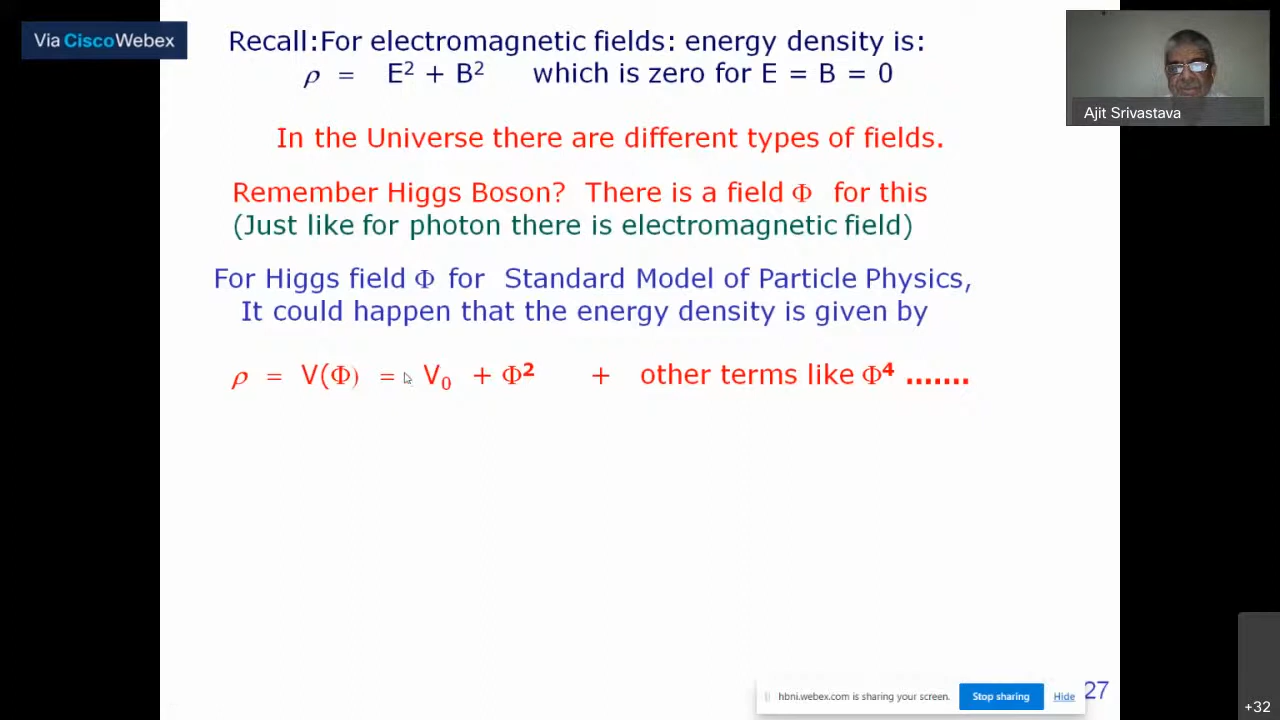 Via Cisco Webex
Recall:For electromagnetic fields: energy density is:
ρ = E² + B² which is zero for E = B = 0
Ajit Srivastava
In the Universe there are different types of fields.
Remember Higgs Boson? There is a field Φ for this
(Just like for photon there is electromagnetic field)
For Higgs field Φ for Standard Model of Particle Physics,
It could happen that the energy density is given by
ρ = V(Φ) = V₀ + Φ² + other terms like Φ⁴ .......
hbni.webex.com is sharing your screen. Stop sharing Hide
27
+32